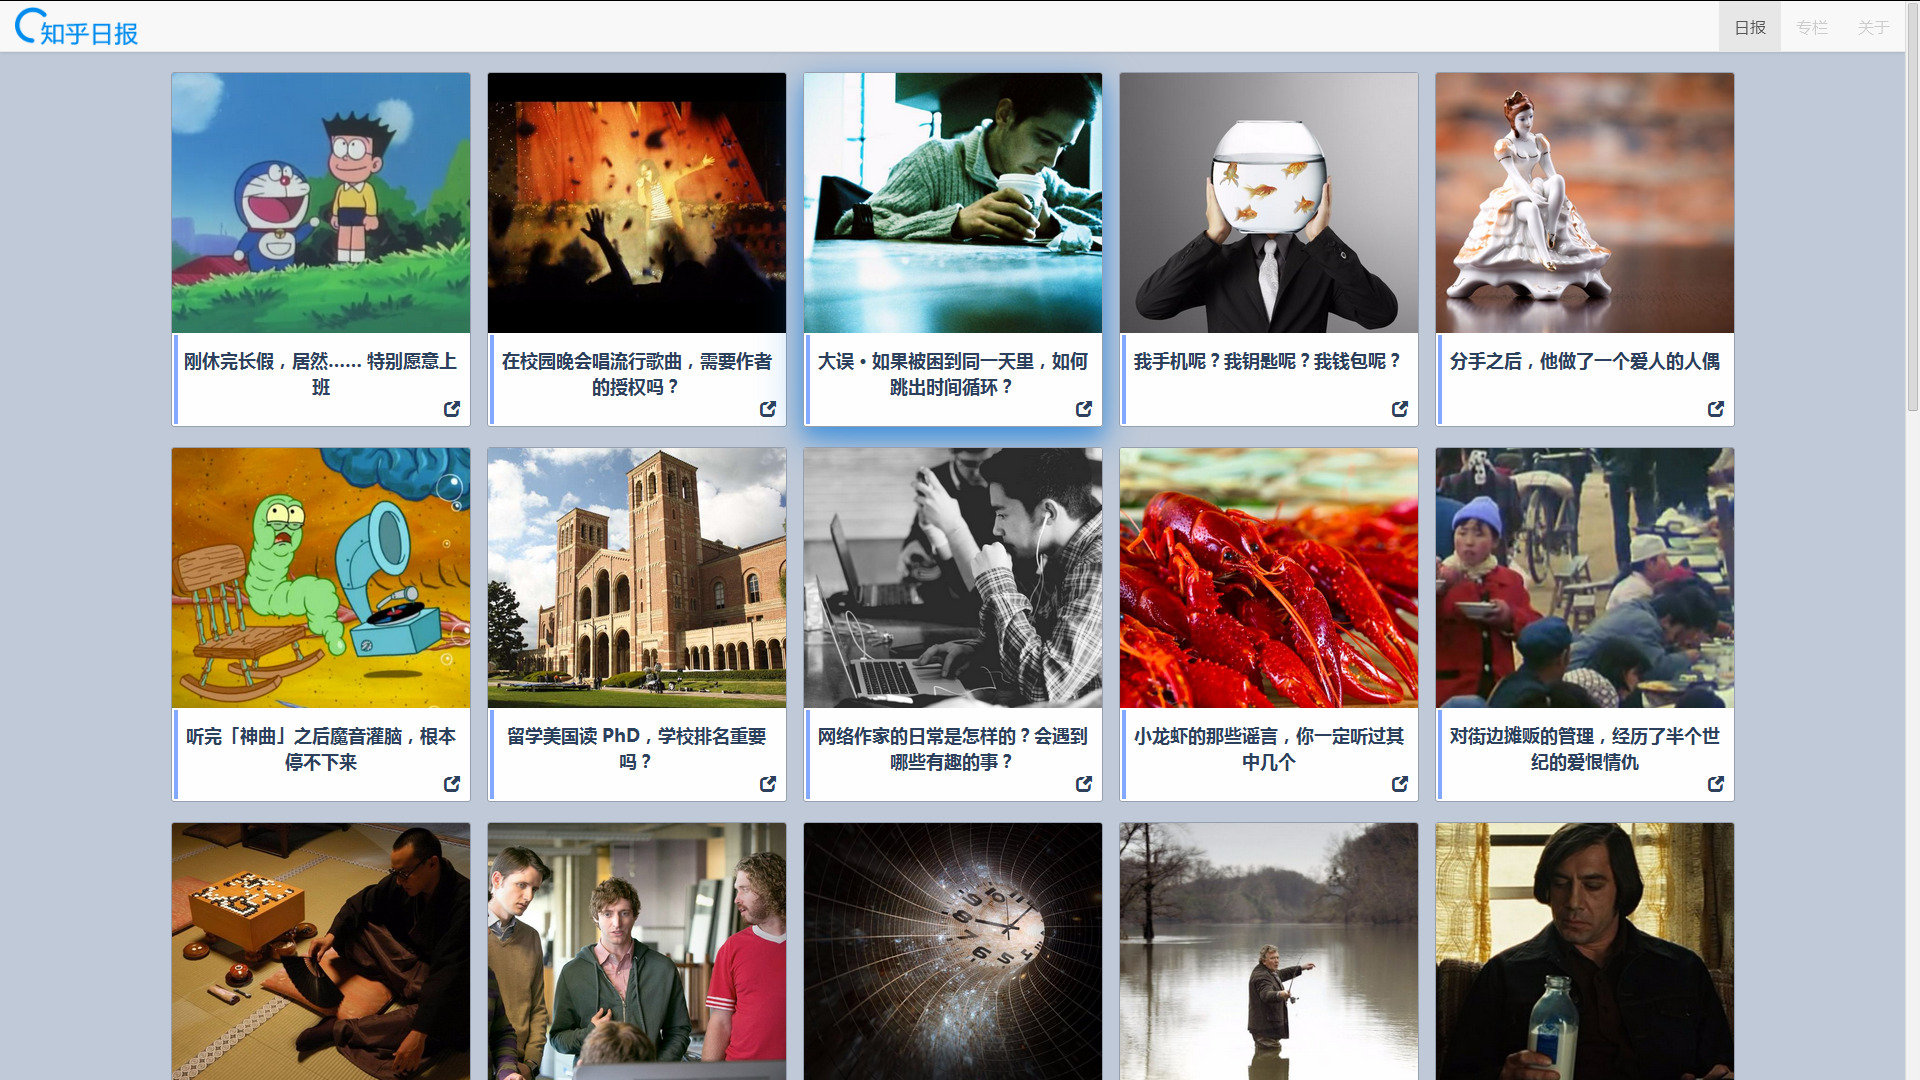 知乎日报
日报
专栏
关于
刚休完长假，居然…… 特别愿意上
班
在校园晚会唱流行歌曲，需要作者
的授权吗？
大误 · 如果被困到同一天里，如何
跳出时间循环？
我手机呢？我钥匙呢？我钱包呢？
分手之后，他做了一个爱人的人偶
听完「神曲」之后魔音灌脑，根本
停不下来
留学美国读 PhD，学校排名重要
吗？
网络作家的日常是怎样的？会遇到
哪些有趣的事？
小龙虾的那些谣言，你一定听过其
中几个
对街边摊贩的管理，经历了半个世
纪的爱恨情仇